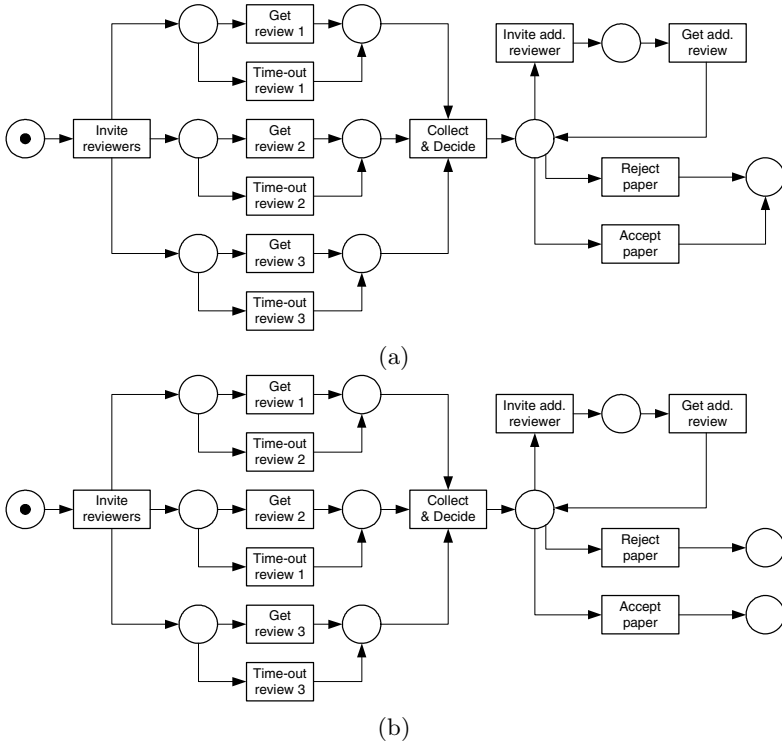 Get
review 1
Time-out
review 1
Invite
reviewers
Get
review 2
Time-out
review 2
Get
review 3
Time-out
review 3
Collect
& Decide
Invite add.
reviewer
Get add.
review
Reject
paper
Accept
paper
(a)
Get
review 1
Time-out
review 2
Invite
reviewers
Get
review 2
Time-out
review 1
Get
review 3
Time-out
review 3
Collect
& Decide
Invite add.
reviewer
Get add.
review
Reject
paper
Accept
paper
(b)